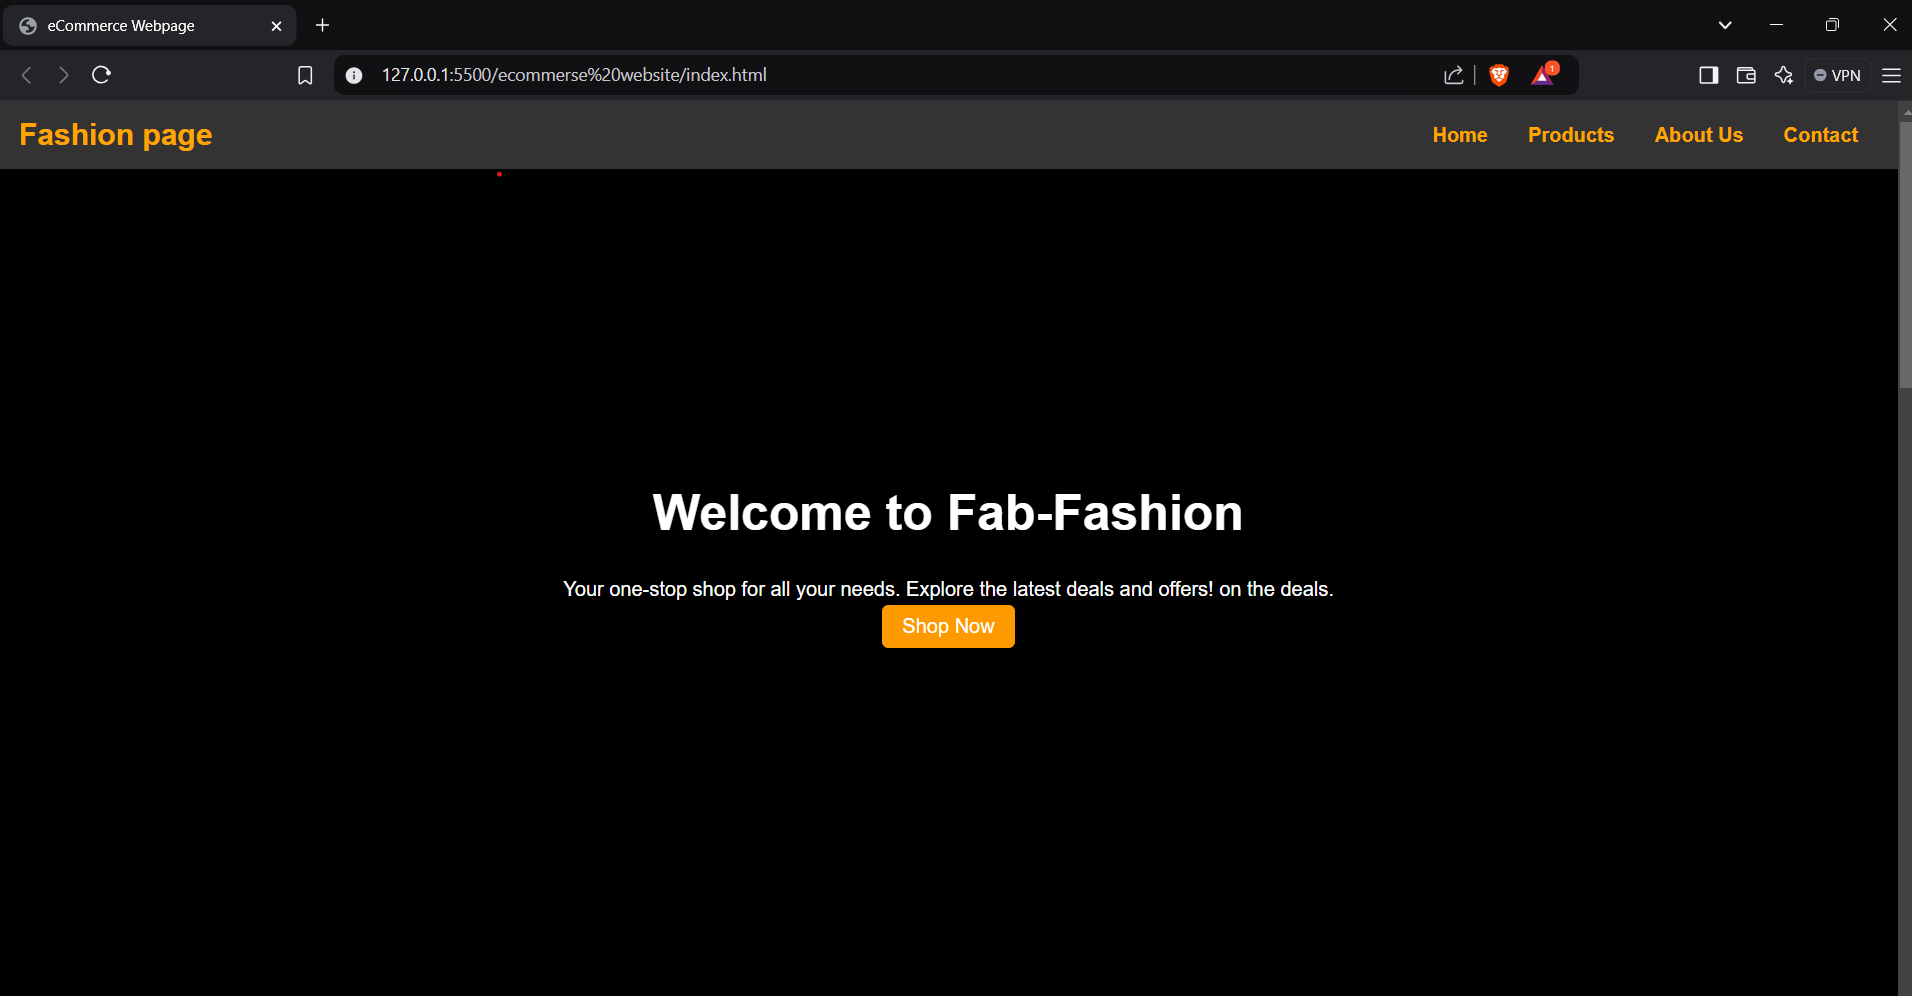 eCommerce Webpage
127.0.0.1:5500/ecommerse%20website/index.html
1
VPN
Fashion page
Home Products About Us Contact
Welcome to Fab-Fashion
Your one-stop shop for all your needs. Explore the latest deals and offers! on the deals.
Shop Now